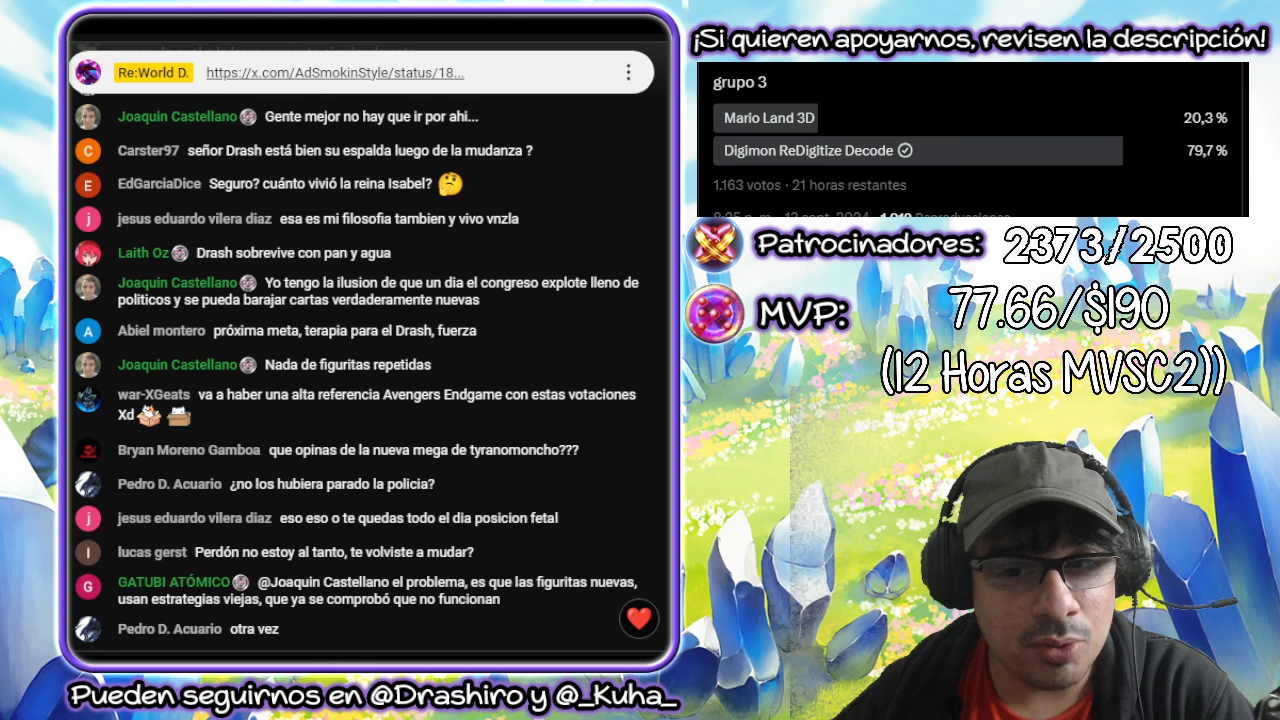 ¡Si quieren apoyarnos, revisen la descripción!
Re:World D. https://x.com/AdSmokinStyle/status/18...
Joaquin Castellano Gente mejor no hay que ir por ahi...
Carster97 señor Drash está bien su espalda luego de la mudanza ?
EdGarciaDice Seguro? cuánto vivió la reina Isabel? 🤔
jesus eduardo vilera diaz esa es mi filosofia tambien y vivo vnzla
Laith Oz Drash sobrevive con pan y agua
Joaquin Castellano Yo tengo la ilusion de que un dia el congreso explote lleno de
politicos y se pueda barajar cartas verdaderamente nuevas
Abiel montero próxima meta, terapia para el Drash, fuerza
Joaquin Castellano Nada de figuritas repetidas
war-XGeats va a haber una alta referencia Avengers Endgame con estas votaciones
Xd
Bryan Moreno Gamboa que opinas de la nueva mega de tyranomoncho???
Pedro D. Acuario ¿no los hubiera parado la policia?
jesus eduardo vilera diaz eso eso o te quedas todo el dia posicion fetal
lucas gerst Perdón no estoy al tanto, te volviste a mudar?
GATUBI ATÓMICO @Joaquin Castellano el problema, es que las figuritas nuevas,
usan estrategias viejas, que ya se comprobó que no funcionan
Pedro D. Acuario otra vez
Pueden seguirnos en @Drashiro y @_Kuha_
grupo 3
Mario Land 3D 20,3 %
Digimon ReDigitize Decode 79,7 %
1.163 votos · 21 horas restantes
8:25 p. m. · 13 sept. 2024 · 1.919 Reproducciones
Patrocinadores: 2373/2500
MVP: 77.66/$190
(12 Horas MVSC2))
C
E
j
A
j
l
G